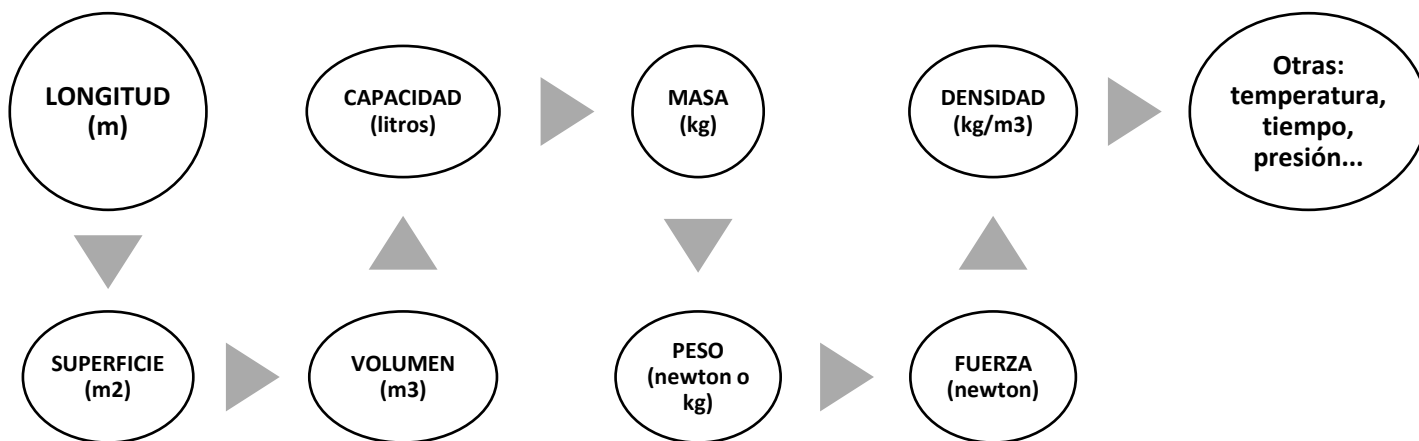 LONGITUD
(m)
SUPERFICIE
(m2)
VOLUMEN
(m3)
CAPACIDAD
(litros)
MASA
(kg)
PESO
(newton o
kg)
FUERZA
(newton)
DENSIDAD
(kg/m3)
Otras:
temperatura,
tiempo,
presión...